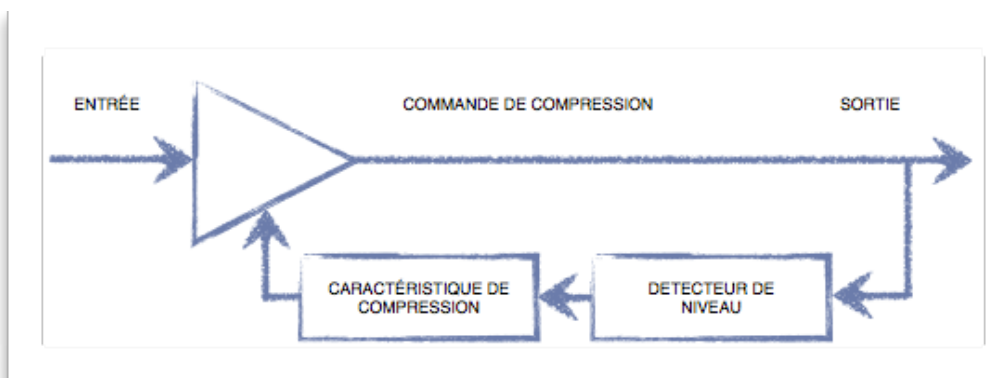 ENTRÉE
COMMANDE DE COMPRESSION
SORTIE
CARACTÉRISTIQUE DE
COMPRESSION
DETECTEUR DE
NIVEAU